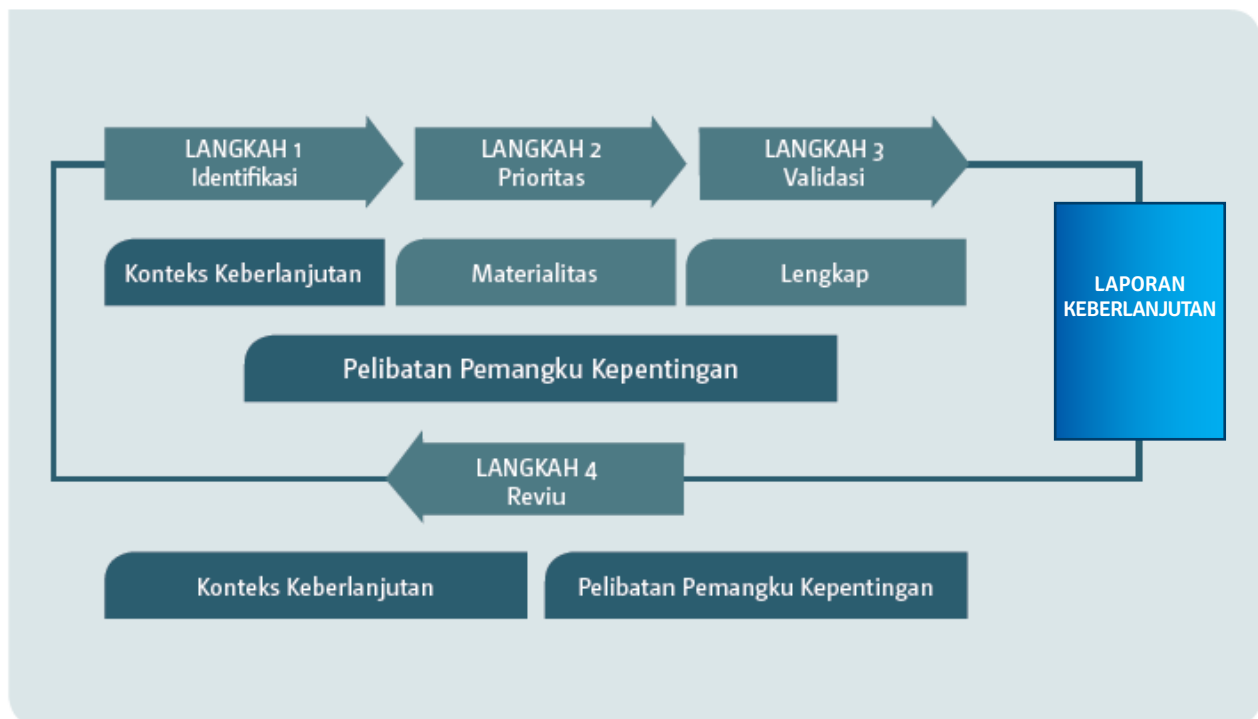 LANGKAH 1
Identifikasi
LANGKAH 2
Prioritas
LANGKAH 3
Validasi
Konteks Keberlanjutan
Materialitas
Lengkap
LAPORAN
KEBERLANJUTAN
Pelibatan Pemangku Kepentingan
LANGKAH 4
Reviu
Konteks Keberlanjutan
Pelibatan Pemangku Kepentingan